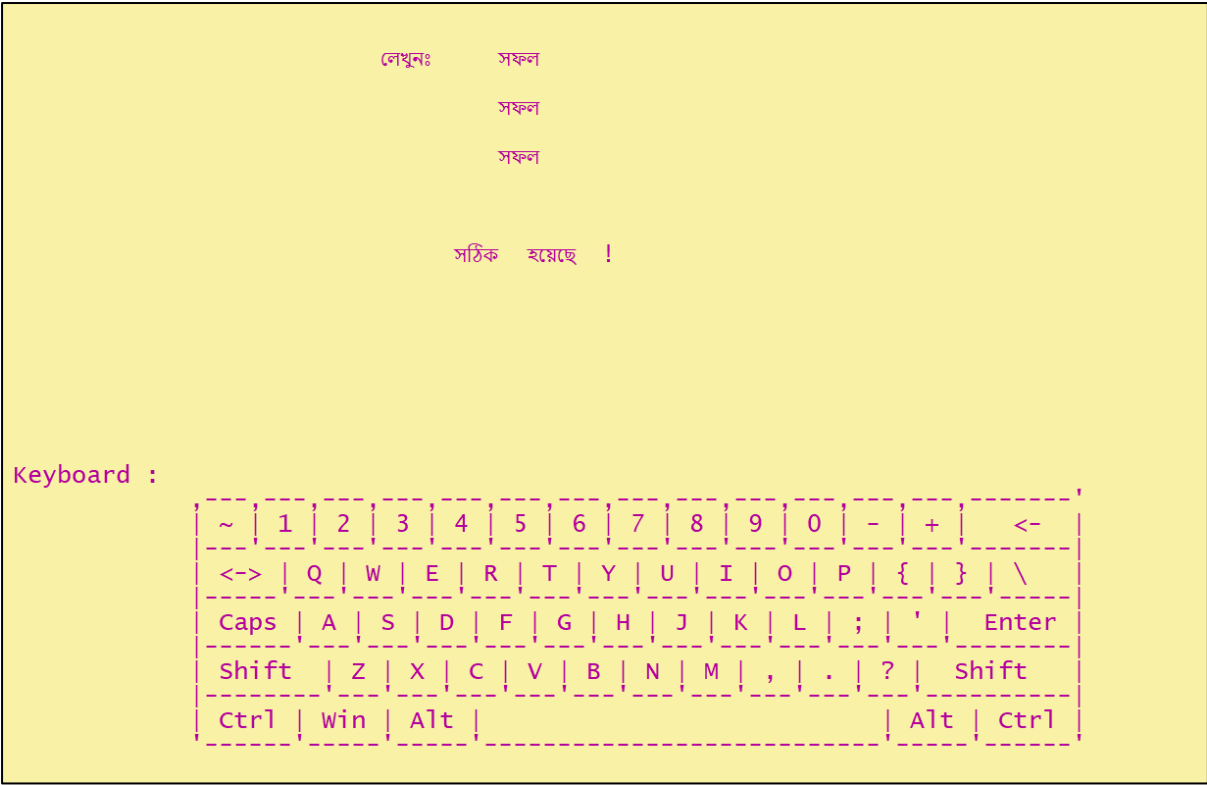 লেখুনঃ সফল
সফল
সফল
সঠিক হয়েছে !
Keyboard :
,---,---,---,---,---,---,---,---,---,---,---,---,---,-------'
| ~ | 1 | 2 | 3 | 4 | 5 | 6 | 7 | 8 | 9 | 0 | - | + | <- |
|---'---'---'---'---'---'---'---'---'---'---'---'---'-------|
| <-> | Q | W | E | R | T | Y | U | I | O | P | { | } | \ |
|-----'---'---'---'---'---'---'---'---'---'---'---'---'-----|
| Caps | A | S | D | F | G | H | J | K | L | ; | ' | Enter |
|------'---'---'---'---'---'---'---'---'---'---'---'--------|
| Shift | Z | X | C | V | B | N | M | , | . | ? | Shift |
|--------'---'---'---'---'---'---'---'---'---'---'----------|
| Ctrl | Win | Alt | | Alt | Ctrl |
'------'-----'-----'---------------------------'-----'------'